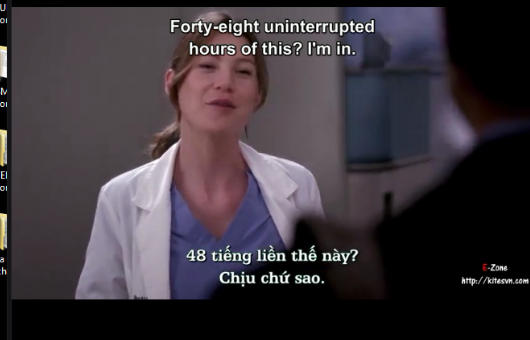 Forty-eight uninterrupted
hours of this? I'm in.
48 tiếng liền thế này?
Chịu chứ sao.
E-Zone
http://kitesvn.com